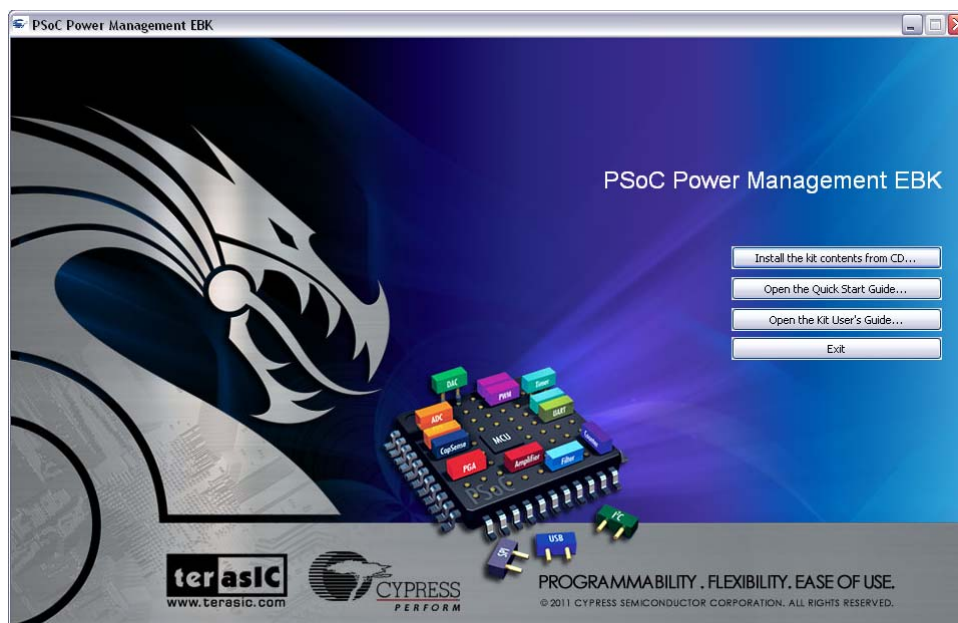 PSoC Power Management EBK
PSoC Power Management EBK
Install the kit contents from CD...
Open the Quick Start Guide...
Open the Kit User's Guide...
Exit
DAC
PWM
Timer
ADC
UART
CapSense
MCU
PGA
Amplifier
Filter
PSoC
I²C
USB
terasIC
www.terasic.com
CYPRESS
PERFORM
PROGRAMMABILITY . FLEXIBILITY. EASE OF USE.
© 2011 CYPRESS SEMICONDUCTOR CORPORATION. ALL RIGHTS RESERVED.